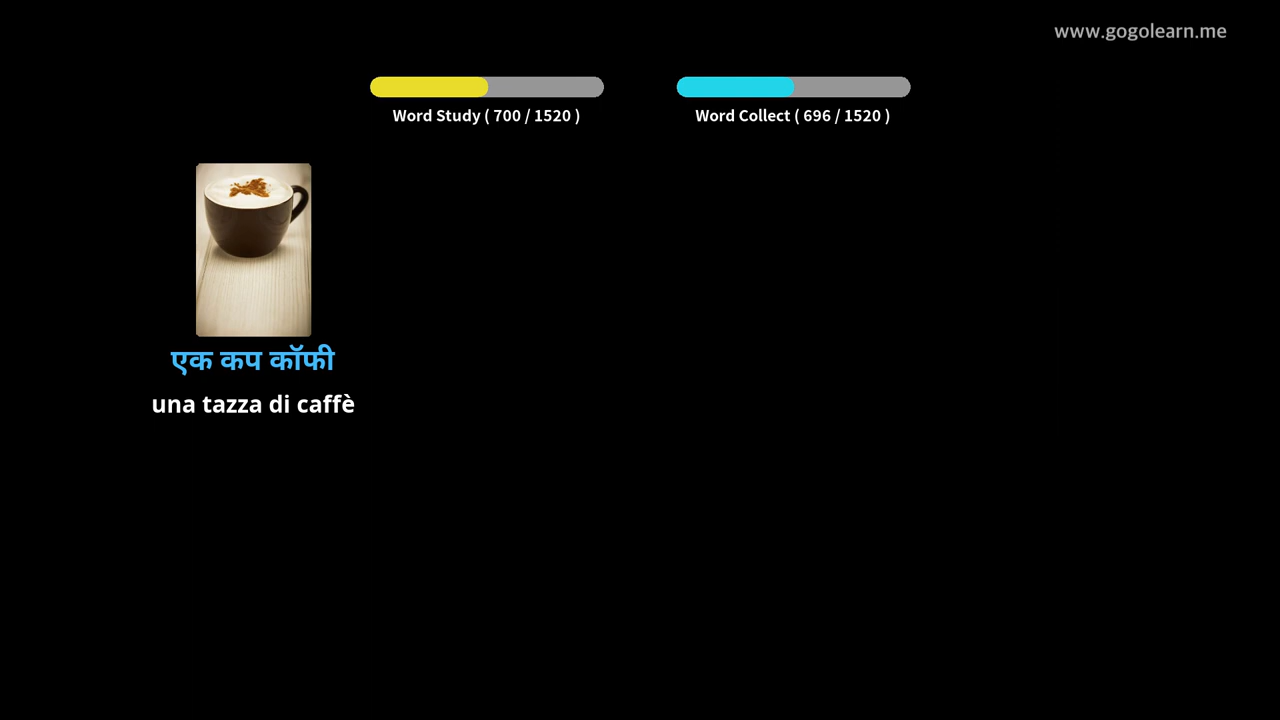 www.gogolearn.me
Word Study ( 700 / 1520 )
Word Collect ( 696 / 1520 )
एक कप कॉफी
una tazza di caffè